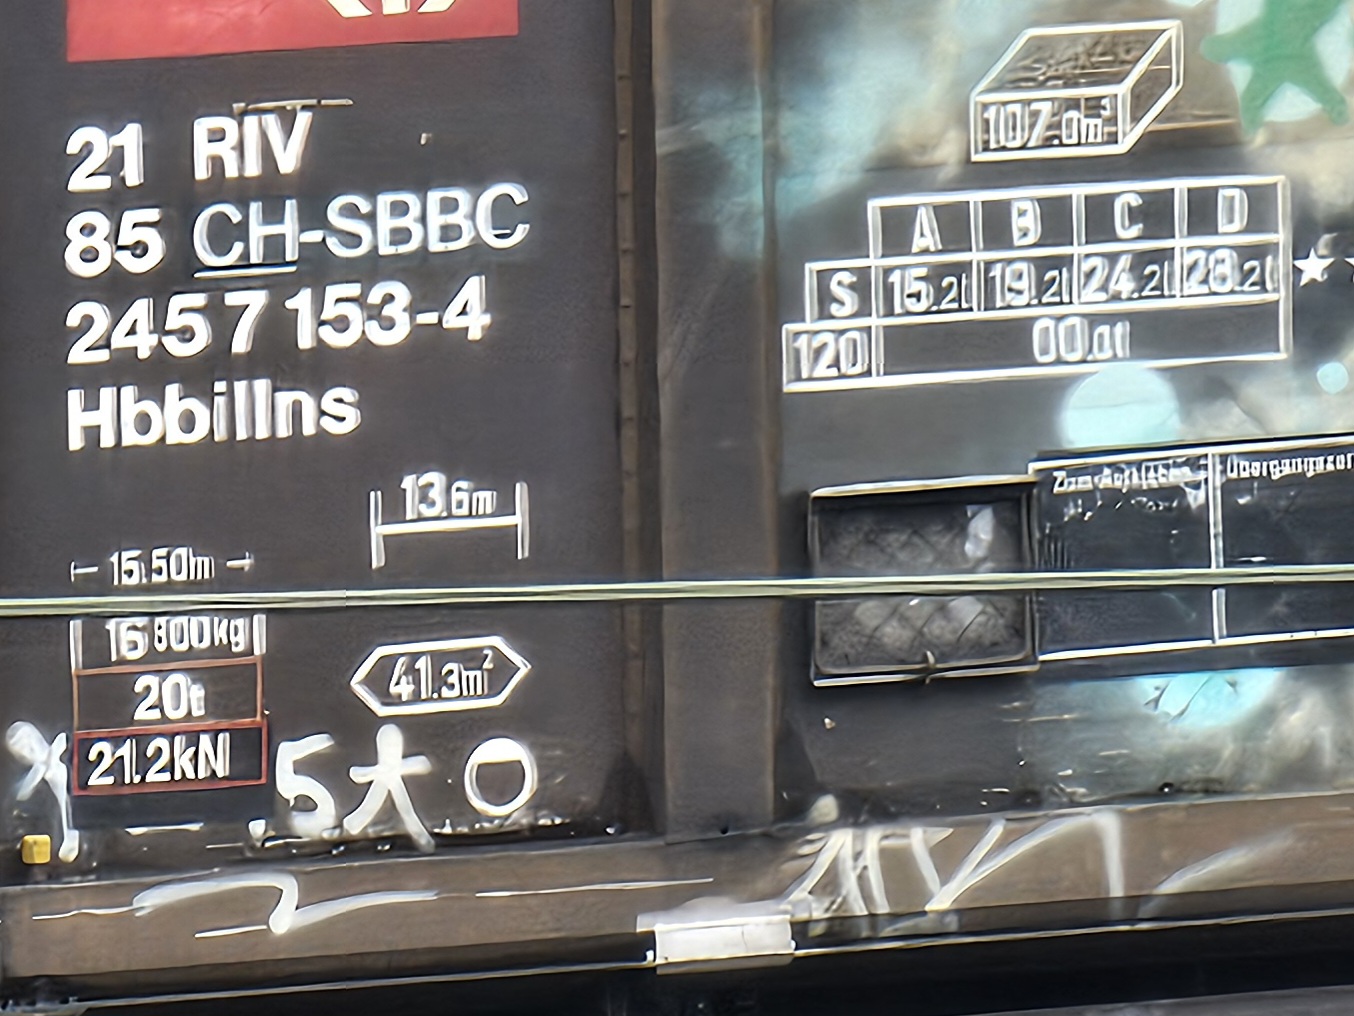 21 RIV
85 CH-SBBC
245 7 153-4
Hbbillns
13.6m
15.50m
16 800kg
20t
21.2kN
41.3m²
.5
107.0m³
A B C D
S 15.2t 19.2t 24.2t 28.2t ★
120 00.0t